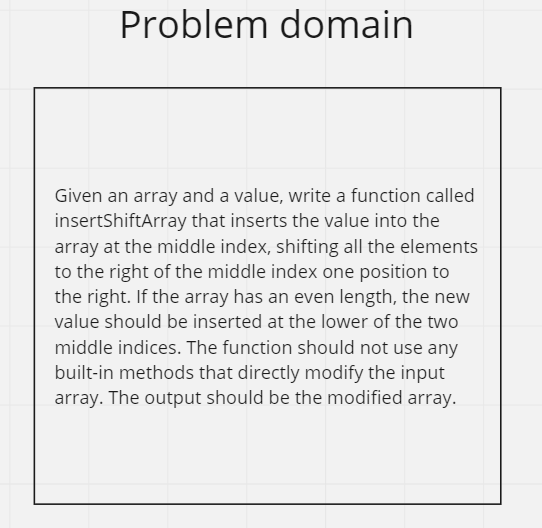 Problem domain
Given an array and a value, write a function called
insertShiftArray that inserts the value into the
array at the middle index, shifting all the elements
to the right of the middle index one position to
the right. If the array has an even length, the new
value should be inserted at the lower of the two
middle indices. The function should not use any
built-in methods that directly modify the input
array. The output should be the modified array.